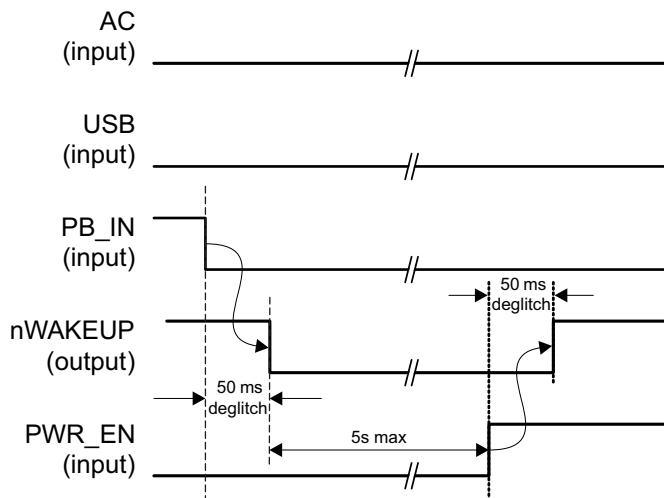 AC
(input)
USB
(input)
PB_IN
(input)
50 ms
deglitch
nWAKEUP
(output)
50 ms
deglitch
5s max
PWR_EN
(input)